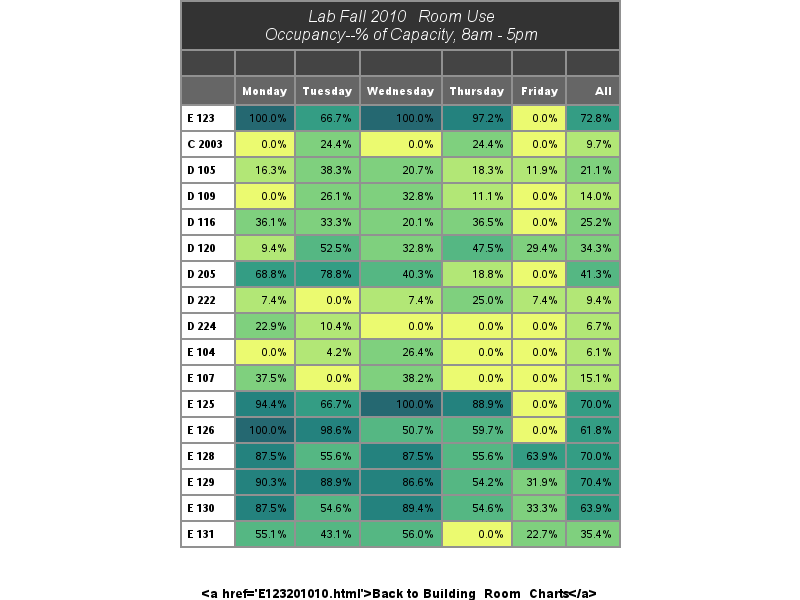 Lab Fall 2010 Room Use
Occupancy--% of Capacity, 8am - 5pm
Monday Tuesday Wednesday Thursday Friday All
E 123 100.0% 66.7% 100.0% 97.2% 0.0% 72.8%
C 2003 0.0% 24.4% 0.0% 24.4% 0.0% 9.7%
D 105 16.3% 38.3% 20.7% 18.3% 11.9% 21.1%
D 109 0.0% 26.1% 32.8% 11.1% 0.0% 14.0%
D 116 36.1% 33.3% 20.1% 36.5% 0.0% 25.2%
D 120 9.4% 52.5% 32.8% 47.5% 29.4% 34.3%
D 205 68.8% 78.8% 40.3% 18.8% 0.0% 41.3%
D 222 7.4% 0.0% 7.4% 25.0% 7.4% 9.4%
D 224 22.9% 10.4% 0.0% 0.0% 0.0% 6.7%
E 104 0.0% 4.2% 26.4% 0.0% 0.0% 6.1%
E 107 37.5% 0.0% 38.2% 0.0% 0.0% 15.1%
E 125 94.4% 66.7% 100.0% 88.9% 0.0% 70.0%
E 126 100.0% 98.6% 50.7% 59.7% 0.0% 61.8%
E 128 87.5% 55.6% 87.5% 55.6% 63.9% 70.0%
E 129 90.3% 88.9% 86.6% 54.2% 31.9% 70.4%
E 130 87.5% 54.6% 89.4% 54.6% 33.3% 63.9%
E 131 55.1% 43.1% 56.0% 0.0% 22.7% 35.4%
<a href='E123201010.html'>Back to Building Room Charts</a>